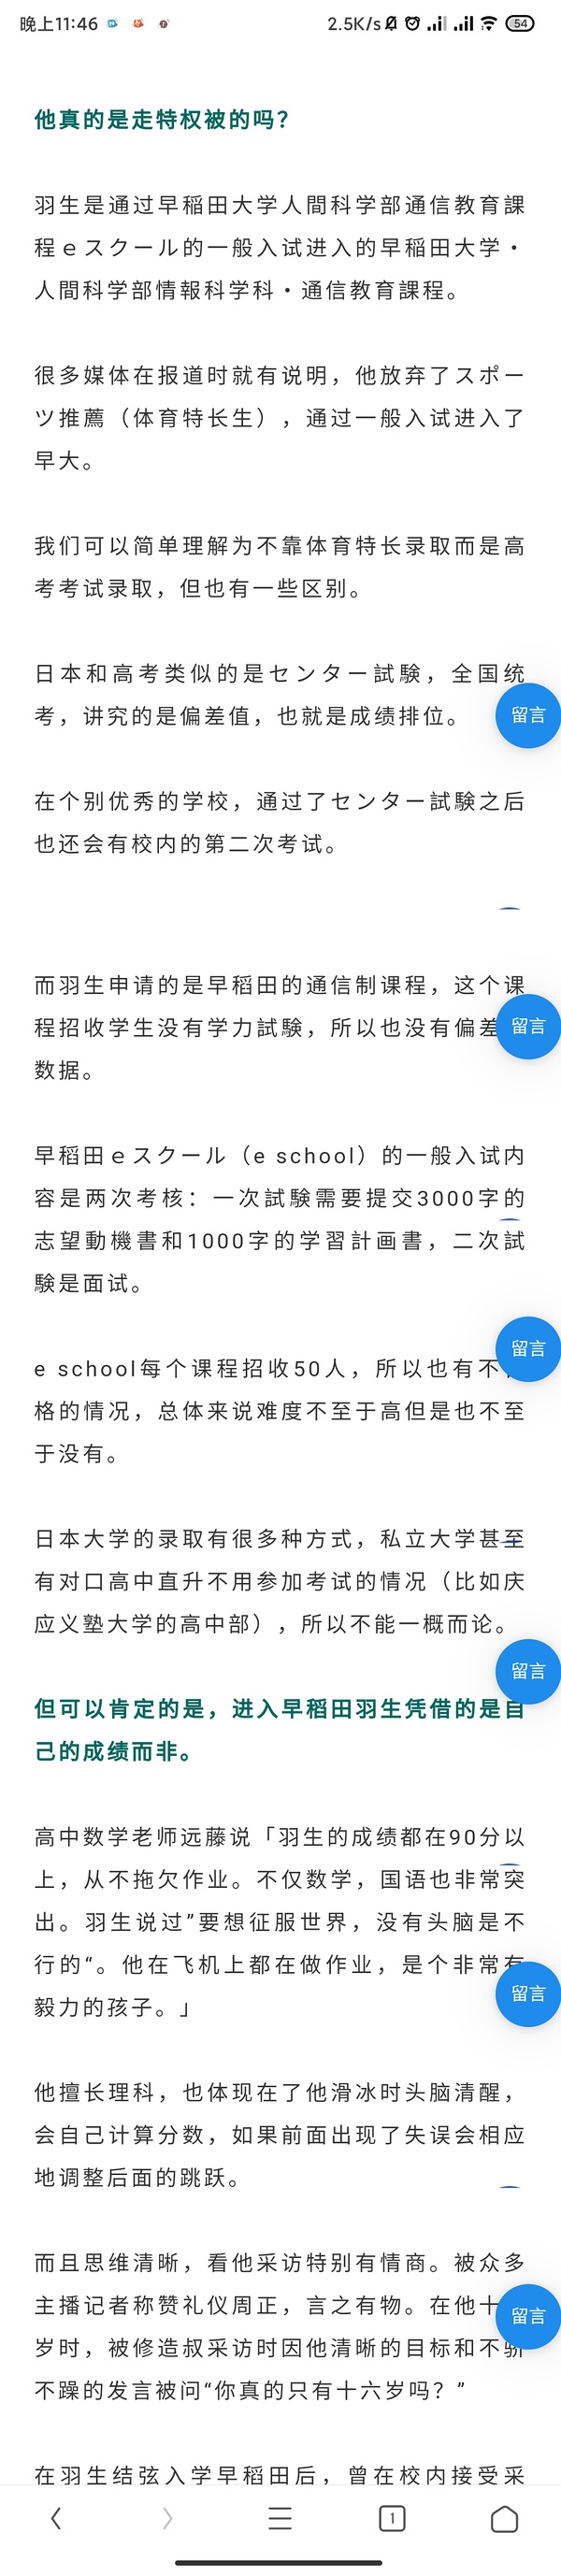 晚上11:46
2.5K/s
54
他真的是走特权被的吗？
羽生是通过早稲田大学人間科学部通信教育課
程ｅスクール的一般入试进入的早稲田大学・
人間科学部情報科学科・通信教育課程。
很多媒体在报道时就有说明，他放弃了スポー
ツ推薦（体育特长生），通过一般入试进入了
早大。
我们可以简单理解为不靠体育特长录取而是高
考考试录取，但也有一些区别。
日本和高考类似的是センター試験，全国统
考，讲究的是偏差值，也就是成绩排位。
留言
在个别优秀的学校，通过了センター試験之后
也还会有校内的第二次考试。
而羽生申请的是早稻田的通信制课程，这个课
程招收学生没有学力試験，所以也没有偏差
留言
数据。
早稻田ｅスクール（e school）的一般入试内
容是两次考核：一次試験需要提交3000字的
志望動機書和1000字的学習計画書，二次試
験是面试。
留言
e school每个课程招收50人，所以也有不
格的情况，总体来说难度不至于高但是也不至
于没有。
日本大学的录取有很多种方式，私立大学甚至
有对口高中直升不用参加考试的情况（比如庆
应义塾大学的高中部），所以不能一概而论。
留言
但可以肯定的是，进入早稻田羽生凭借的是自
己的成绩而非。
高中数学老师远藤说「羽生的成绩都在90分以
上，从不拖欠作业。不仅数学，国语也非常突
出。羽生说过”要想征服世界，没有头脑是不
行的“。他在飞机上都在做作业，是个非常有
留言
毅力的孩子。」
他擅长理科，也体现在了他滑冰时头脑清醒，
会自己计算分数，如果前面出现了失误会相应
地调整后面的跳跃。
而且思维清晰，看他采访特别有情商。被众多
主播记者称赞礼仪周正，言之有物。在他十
留言
岁时，被修造叔采访时因他清晰的目标和不骄
不躁的发言被问“你真的只有十六岁吗？”
在羽生结弦入学早稻田后，曾在校内接受采
1